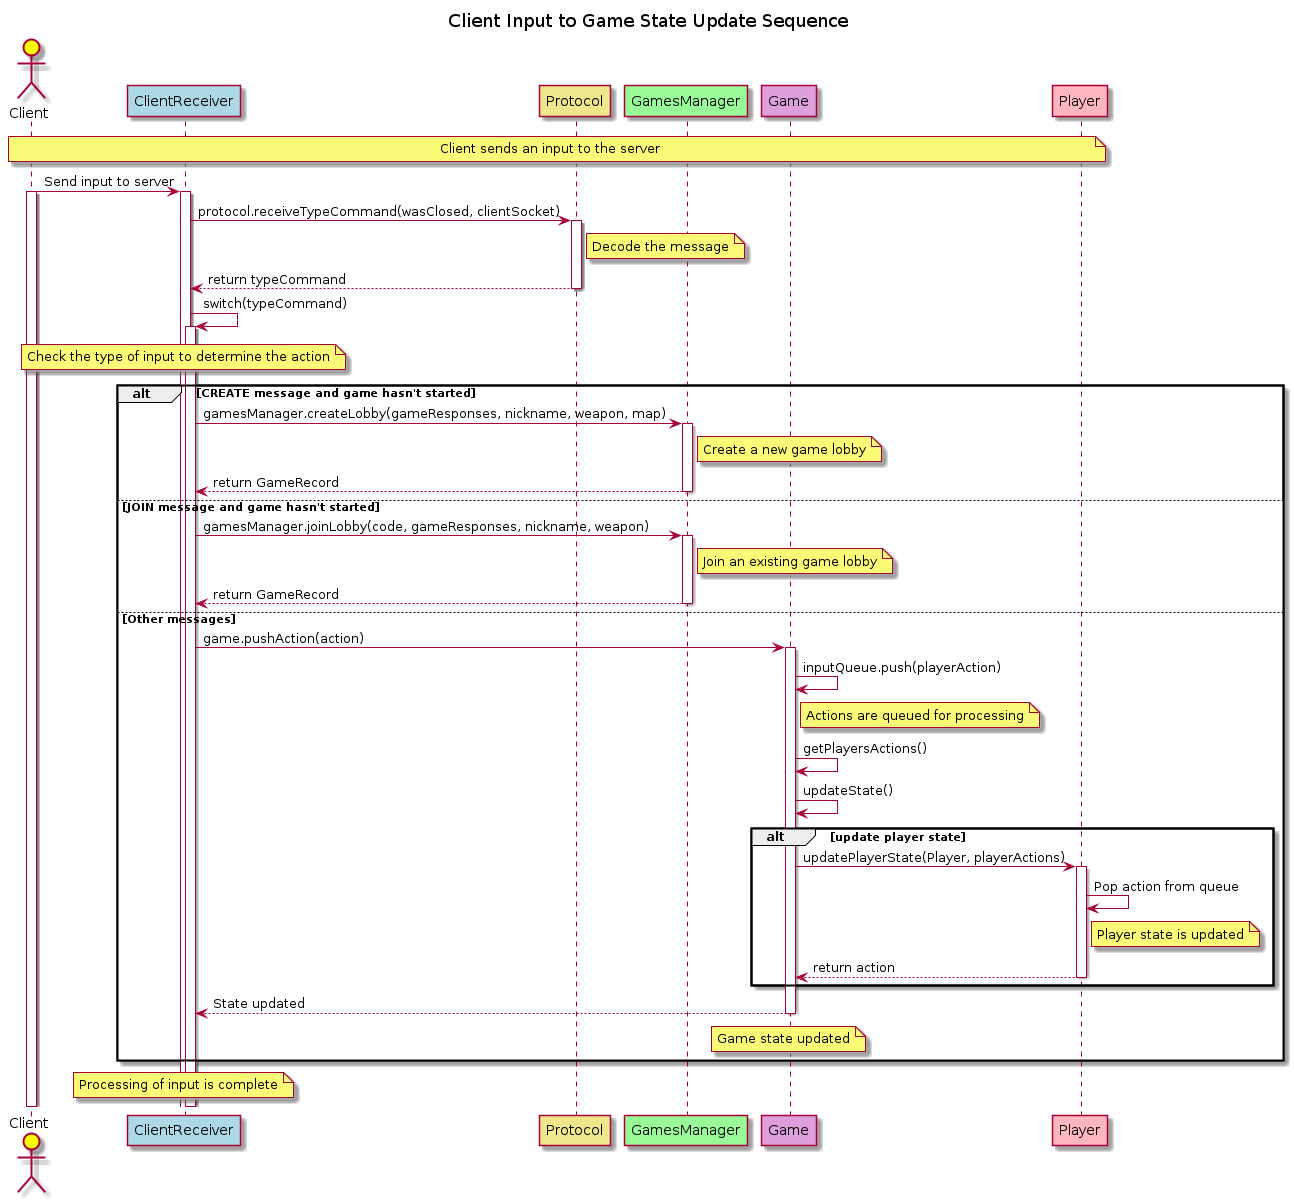 Client Input to Game State Update Sequence
Client
ClientReceiver
Protocol
GamesManager
Game
Player
Client sends an input to the server
Send input to server
protocol.receiveTypeCommand(wasClosed, clientSocket)
Decode the message
return typeCommand
switch(typeCommand)
Check the type of input to determine the action
alt
[CREATE message and game hasn't started]
gamesManager.createLobby(gameResponses, nickname, weapon, map)
Create a new game lobby
return GameRecord
[JOIN message and game hasn't started]
gamesManager.joinLobby(code, gameResponses, nickname, weapon)
Join an existing game lobby
return GameRecord
[Other messages]
game.pushAction(action)
inputQueue.push(playerAction)
Actions are queued for processing
getPlayersActions()
updateState()
alt
[update player state]
updatePlayerState(Player, playerActions)
Pop action from queue
Player state is updated
return action
State updated
Game state updated
Processing of input is complete
Client
ClientReceiver
Protocol
GamesManager
Game
Player